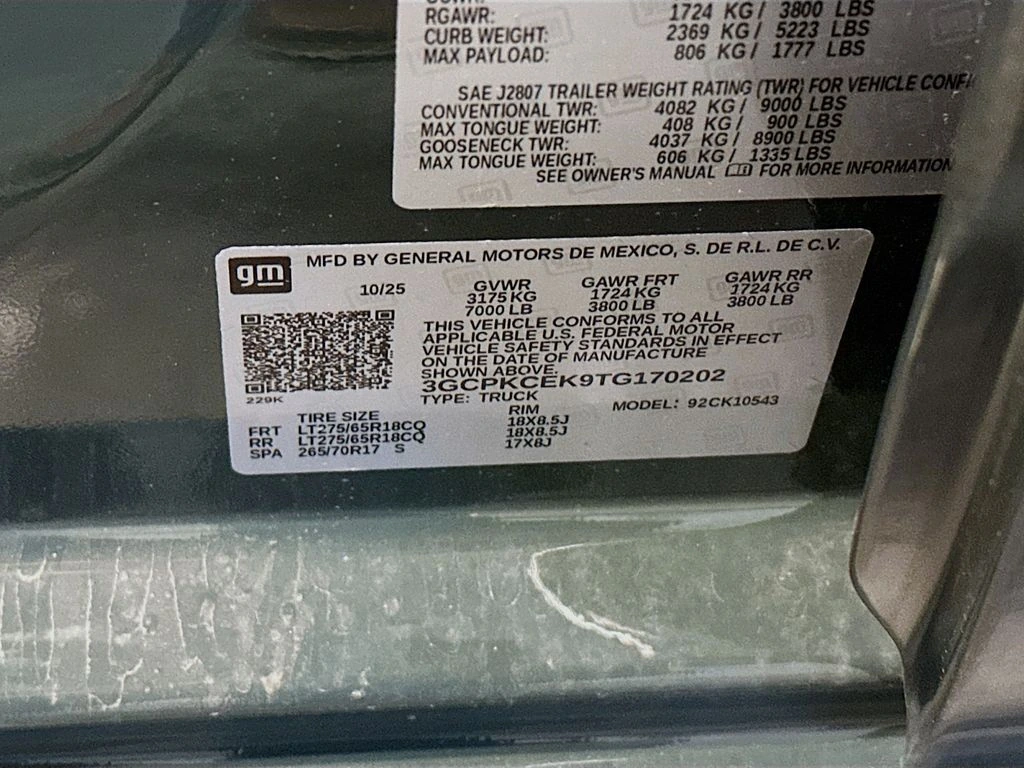 RGAWR: 1724 KG / 3800 LBS
CURB WEIGHT: 2369 KG / 5223 LBS
MAX PAYLOAD: 806 KG / 1777 LBS
SAE J2807 TRAILER WEIGHT RATING (TWR) FOR VEHICLE
CONVENTIONAL TWR: 4082 KG / 9000 LBS
MAX TONGUE WEIGHT: 408 KG / 900 LBS
GOOSENECK TWR: 4037 KG / 8900 LBS
MAX TONGUE WEIGHT: 606 KG / 1335 LBS
SEE OWNER'S MANUAL FOR MORE INFORMATION
gm MFD BY GENERAL MOTORS DE MEXICO, S. DE R.L. DE C.V.
10/25 GVWR GAWR FRT GAWR RR
3175 KG 1724 KG 1724 KG
7000 LB 3800 LB 3800 LB
THIS VEHICLE CONFORMS TO ALL
APPLICABLE U.S. FEDERAL MOTOR
VEHICLE SAFETY STANDARDS IN EFFECT
ON THE DATE OF MANUFACTURE
SHOWN ABOVE.
3GCPKCEK9TG170202
229K TYPE: TRUCK MODEL: 92CK10543
TIRE SIZE RIM
FRT LT275/65R18CQ 18X8.5J
RR LT275/65R18CQ 18X8.5J
SPA 265/70R17 S 17X8J